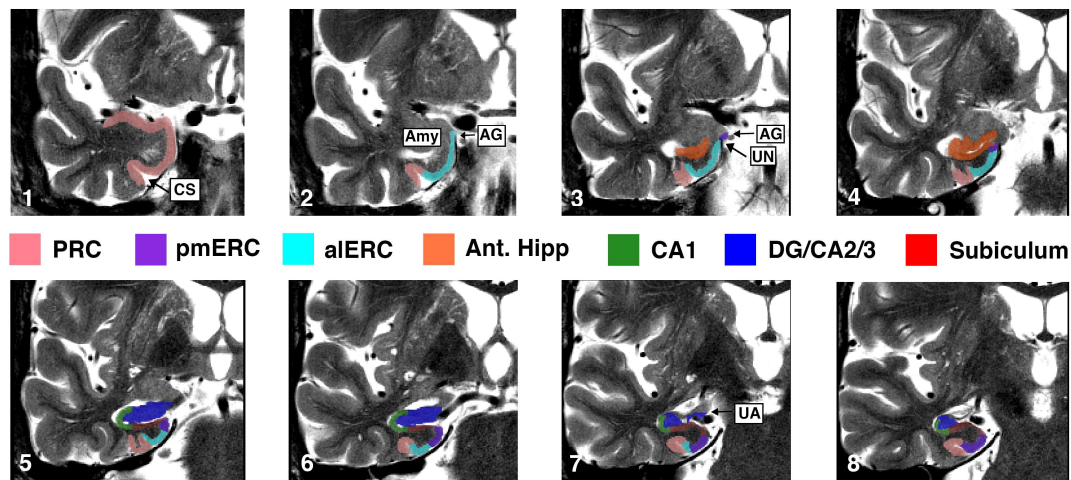 1 CS
2 Amy AG
3 AG UN
4
PRC pmERC alERC Ant. Hipp CA1 DG/CA2/3 Subiculum
5
6
7 UA
8